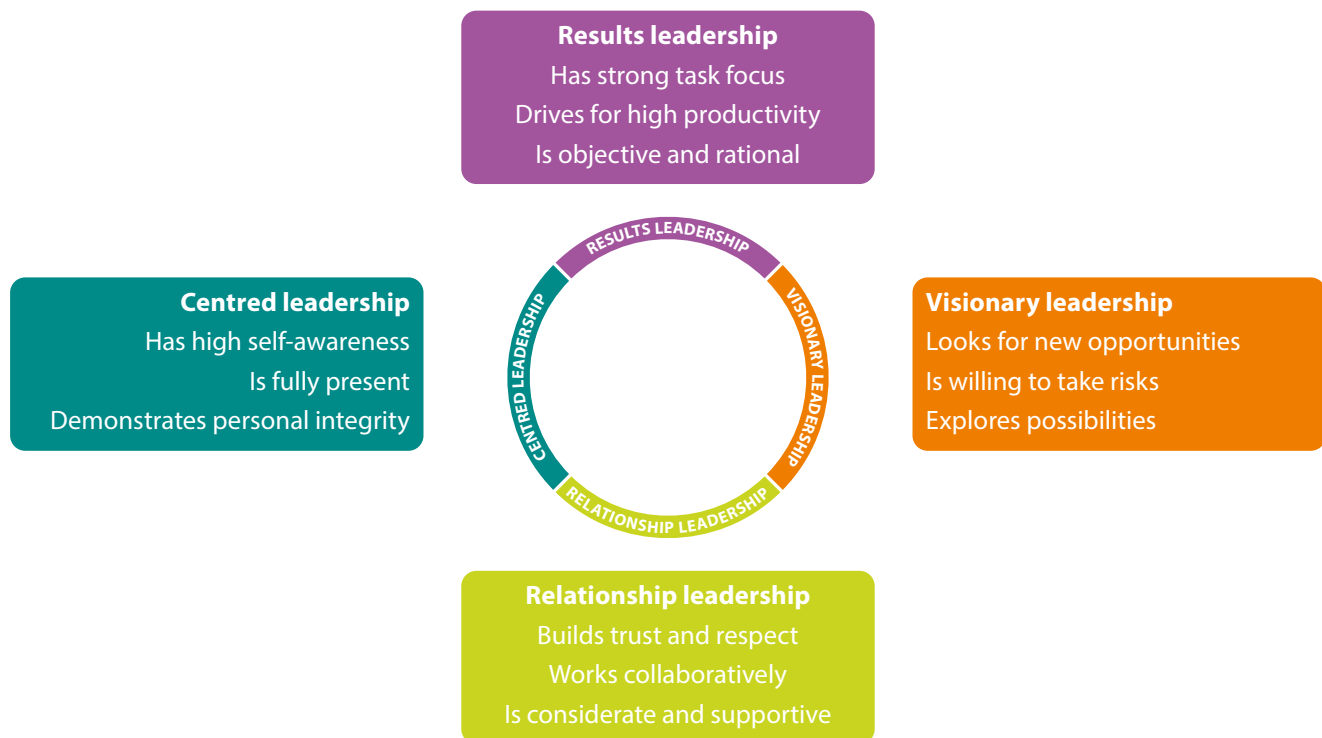 Results leadership
Has strong task focus
Drives for high productivity
Is objective and rational
RESULTS LEADERSHIP
Centred leadership
Has high self-awareness
Is fully present
Demonstrates personal integrity
CENTRED LEADERSHIP
VISIONARY LEADERSHIP
Visionary leadership
Looks for new opportunities
Is willing to take risks
Explores possibilities
RELATIONSHIP LEADERSHIP
Relationship leadership
Builds trust and respect
Works collaboratively
Is considerate and supportive